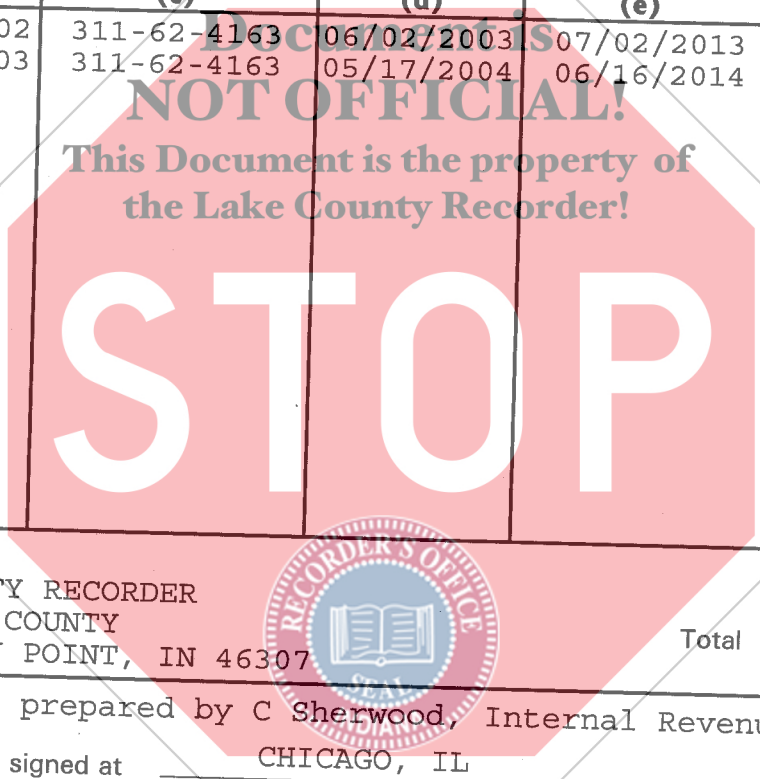 (c) (d) (e)
02 311-62-4163 06/02/2003 07/02/2013
03 311-62-4163 05/17/2004 06/16/2014
Document is
NOT OFFICIAL!
This Document is the property of
the Lake County Recorder!
STOP
TY RECORDER
COUNTY
POINT, IN 46307
Total
RECORDER'S OFFICE
SEAL
INDIANA
prepared by C Sherwood, Internal Revenu
signed at CHICAGO, IL